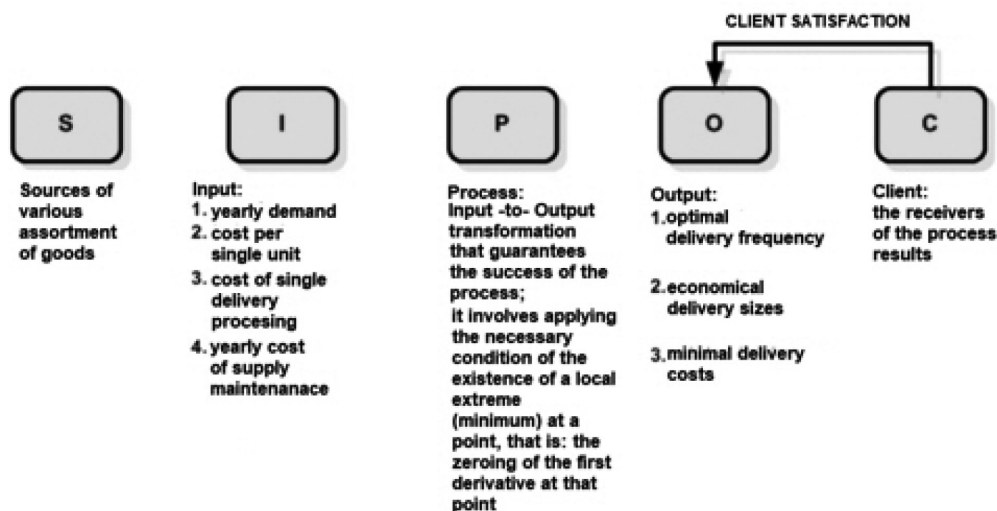 CLIENT SATISFACTION
S
I
P
O
C
Sources of
various
assortment
of goods
Input:
1. yearly demand
2. cost per
single unit
3. cost of single
delivery
procesing
4. yearly cost
of supply
maintenanace
Process:
Input -to- Output
transformation
that guarantees
the success of the
process;
it involves applying
the necessary
condition of the
existence of a local
extreme
(minimum) at a
point, that is: the
zeroing of the first
derivative at that
point
Output:
1. optimal
delivery frequency
2. economical
delivery sizes
3. minimal delivery
costs
Client:
the receivers
of the process
results